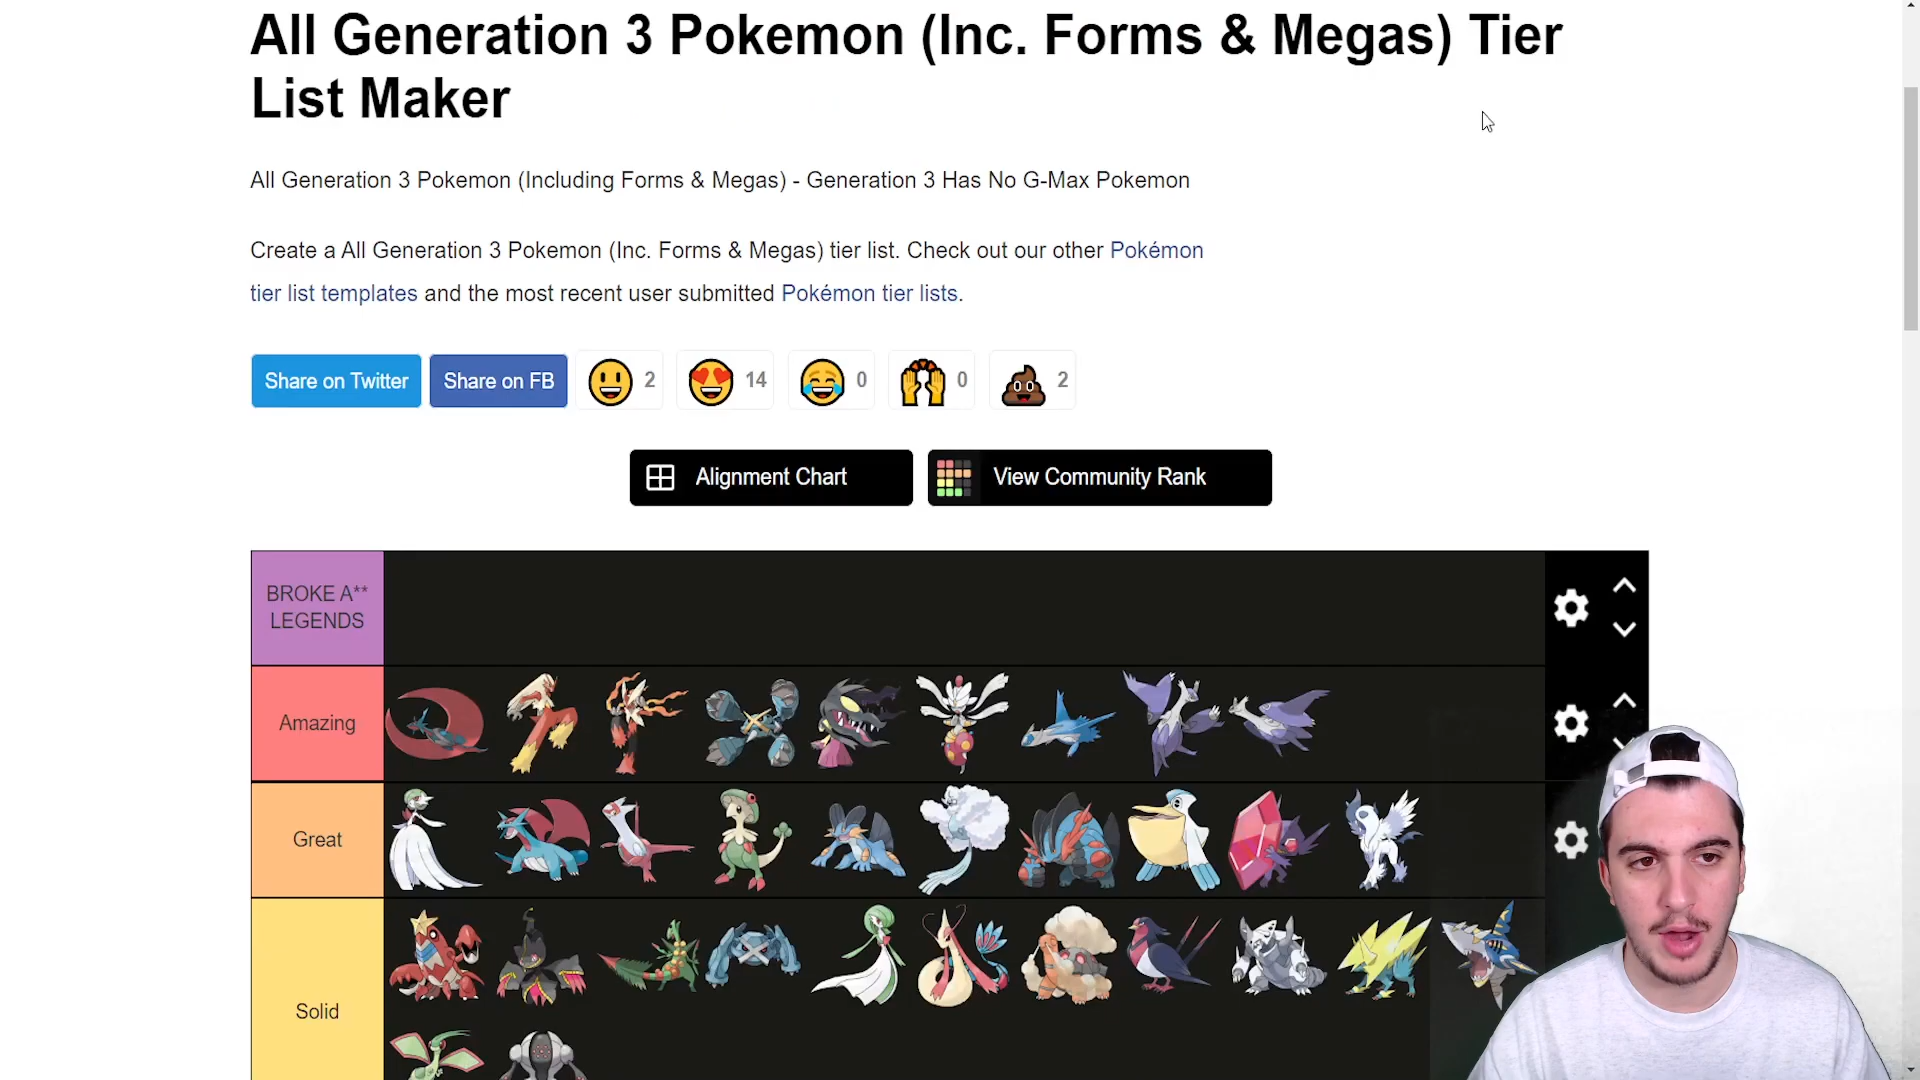 All Generation 3 Pokemon (Inc. Forms & Megas) Tier
List Maker
All Generation 3 Pokemon (Including Forms & Megas) - Generation 3 Has No G-Max Pokemon
Create a All Generation 3 Pokemon (Inc. Forms & Megas) tier list. Check out our other Pokémon
tier list templates and the most recent user submitted Pokémon tier lists.
Share on Twitter
Share on FB
2
14
0
0
2
Alignment Chart
View Community Rank
BROKE A**
LEGENDS
Amazing
Great
Solid